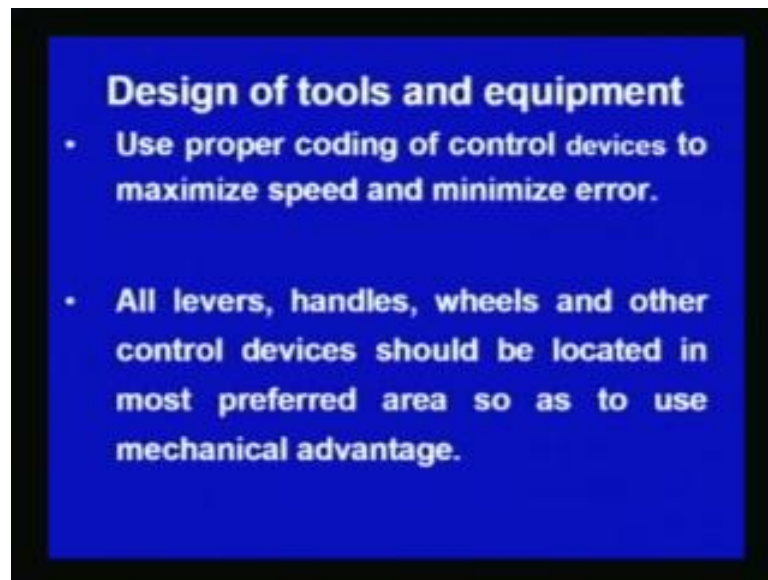 Design of tools and equipment
• Use proper coding of control devices to
maximize speed and minimize error.
• All levers, handles, wheels and other
control devices should be located in
most preferred area so as to use
mechanical advantage.